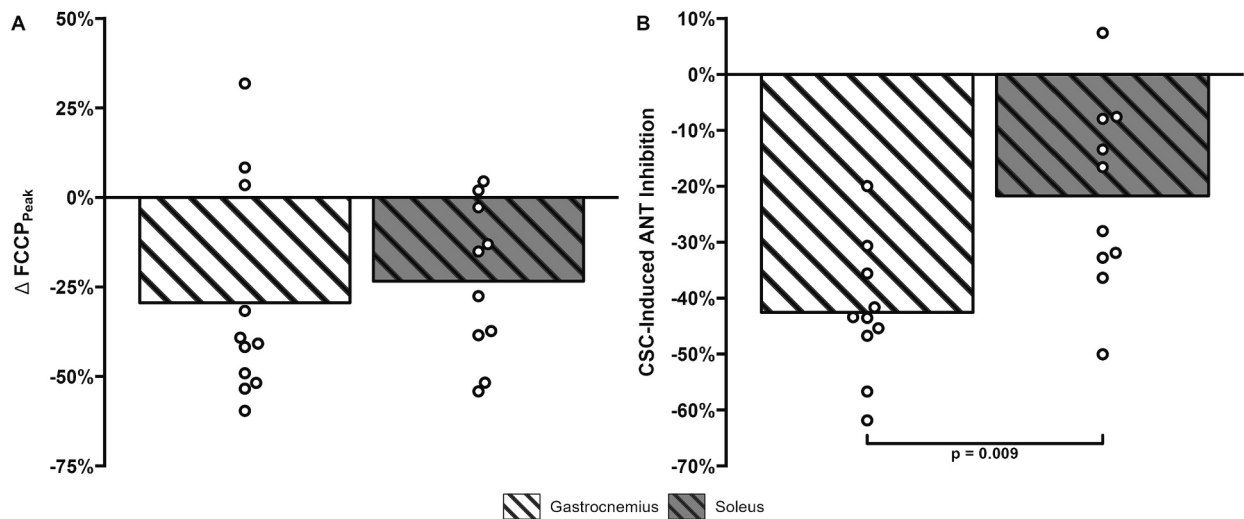 A
50%
25%
0%
-25%
-50%
-75%
Δ FCCPPeak
B
10%
0%
-10%
-20%
-30%
-40%
-50%
-60%
-70%
CSC-Induced ANT Inhibition
p = 0.009
Gastrocnemius Soleus